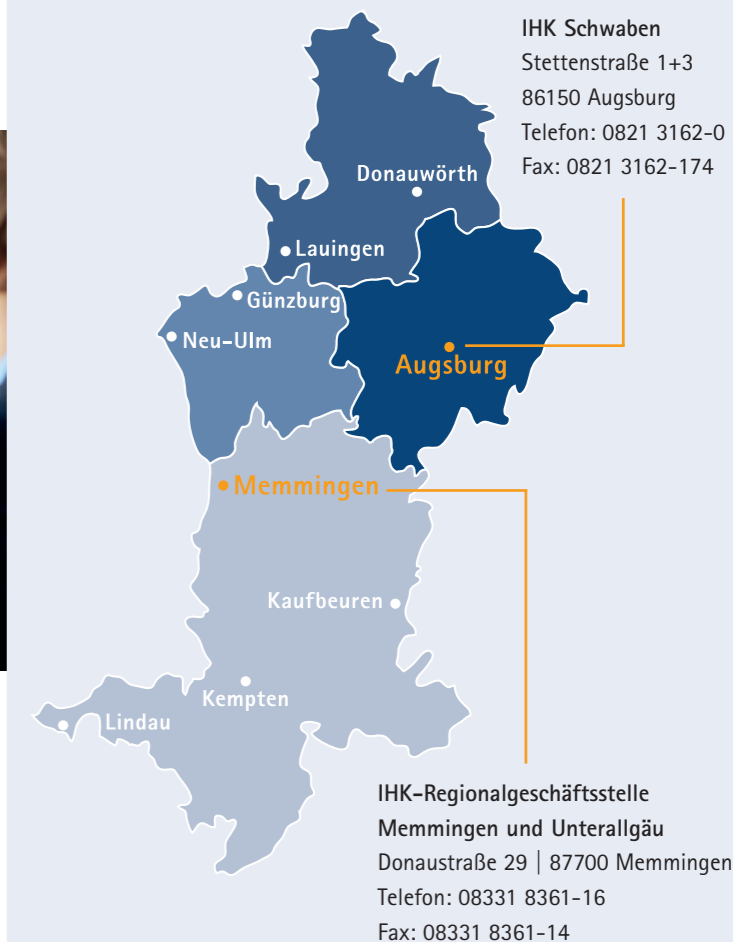 IHK Schwaben
Stettenstraße 1+3
86150 Augsburg
Telefon: 0821 3162-0
Fax: 0821 3162-174
Donauwörth
Lauingen
Günzburg
Neu-Ulm
Augsburg
Memmingen
Kaufbeuren
Kempten
Lindau
IHK-Regionalgeschäftsstelle
Memmingen und Unterallgäu
Donaustraße 29 | 87700 Memmingen
Telefon: 08331 8361-16
Fax: 08331 8361-14